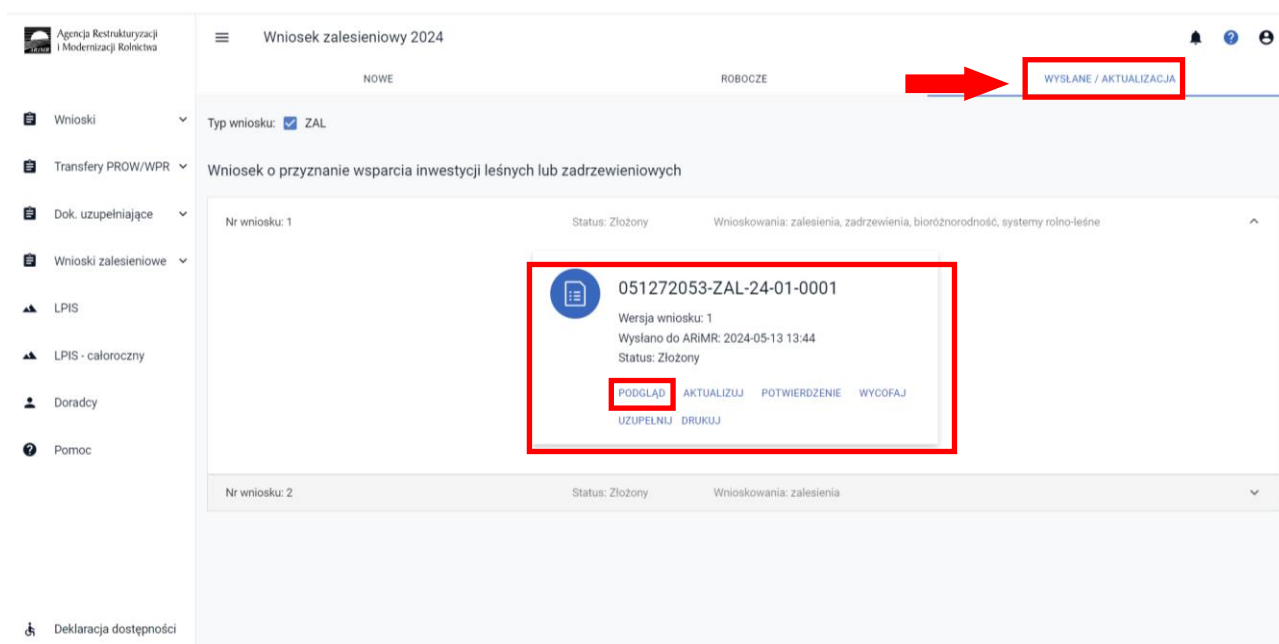 Agencja Restrukturyzacji
i Modernizacji Rolnictwa
ARiMR
Wniosek zalesieniowy 2024
NOWE
ROBOCZE
WYSŁANE / AKTUALIZACJA
Wnioski
Transfery PROW/WPR
Dok. uzupełniające
Wnioski zalesieniowe
LPIS
LPIS - całoroczny
Doradcy
Pomoc
Deklaracja dostępności
Typ wniosku: ZAL
Wniosek o przyznanie wsparcia inwestycji leśnych lub zadrzewieniowych
Nr wniosku: 1 Status: Złożony Wnioskowania: zalesienia, zadrzewienia, bioróżnorodność, systemy rolno-leśne
051272053-ZAL-24-01-0001
Wersja wniosku: 1
Wysłano do ARiMR: 2024-05-13 13:44
Status: Złożony
PODGLĄD AKTUALIZUJ POTWIERDZENIE WYCOFAJ
UZUPEŁNIJ DRUKUJ
Nr wniosku: 2 Status: Złożony Wnioskowania: zalesienia